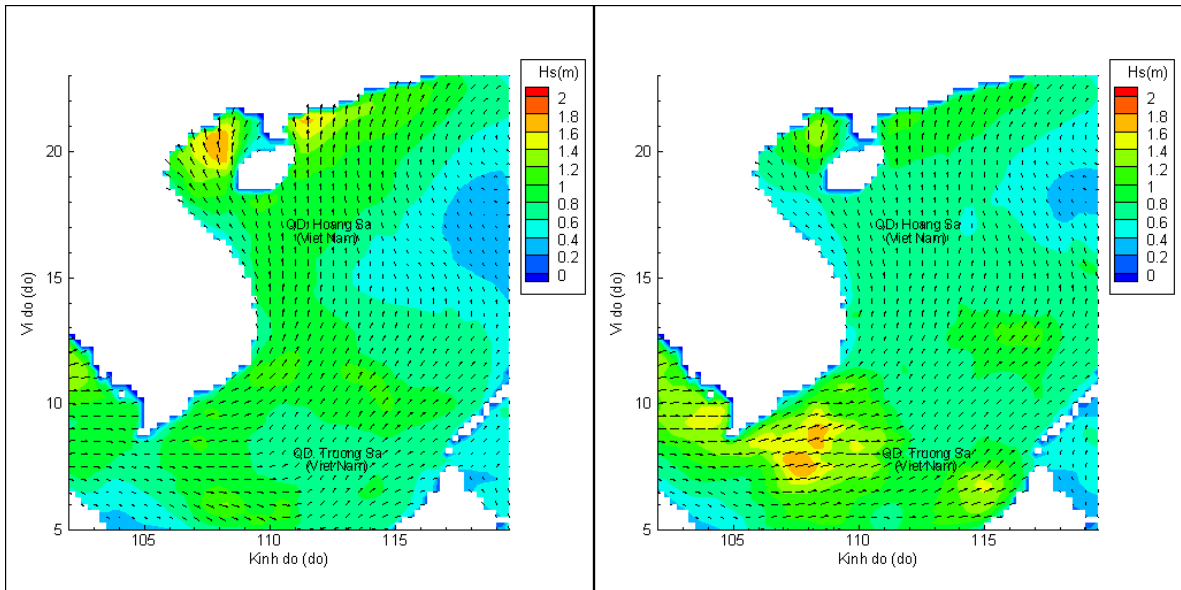 Hs(m)
2
1.8
1.6
1.4
1.2
1
0.8
0.6
0.4
0.2
0
20
15
10
5
Vi do (do)
QD. Hoang Sa
(Viet Nam)
QD. Truong Sa
(Viet Nam)
105
110
115
Kinh do (do)
Hs(m)
2
1.8
1.6
1.4
1.2
1
0.8
0.6
0.4
0.2
0
20
15
10
5
Vi do (do)
QD. Hoang Sa
(Viet Nam)
QD. Truong Sa
(Viet Nam)
105
110
115
Kinh do (do)